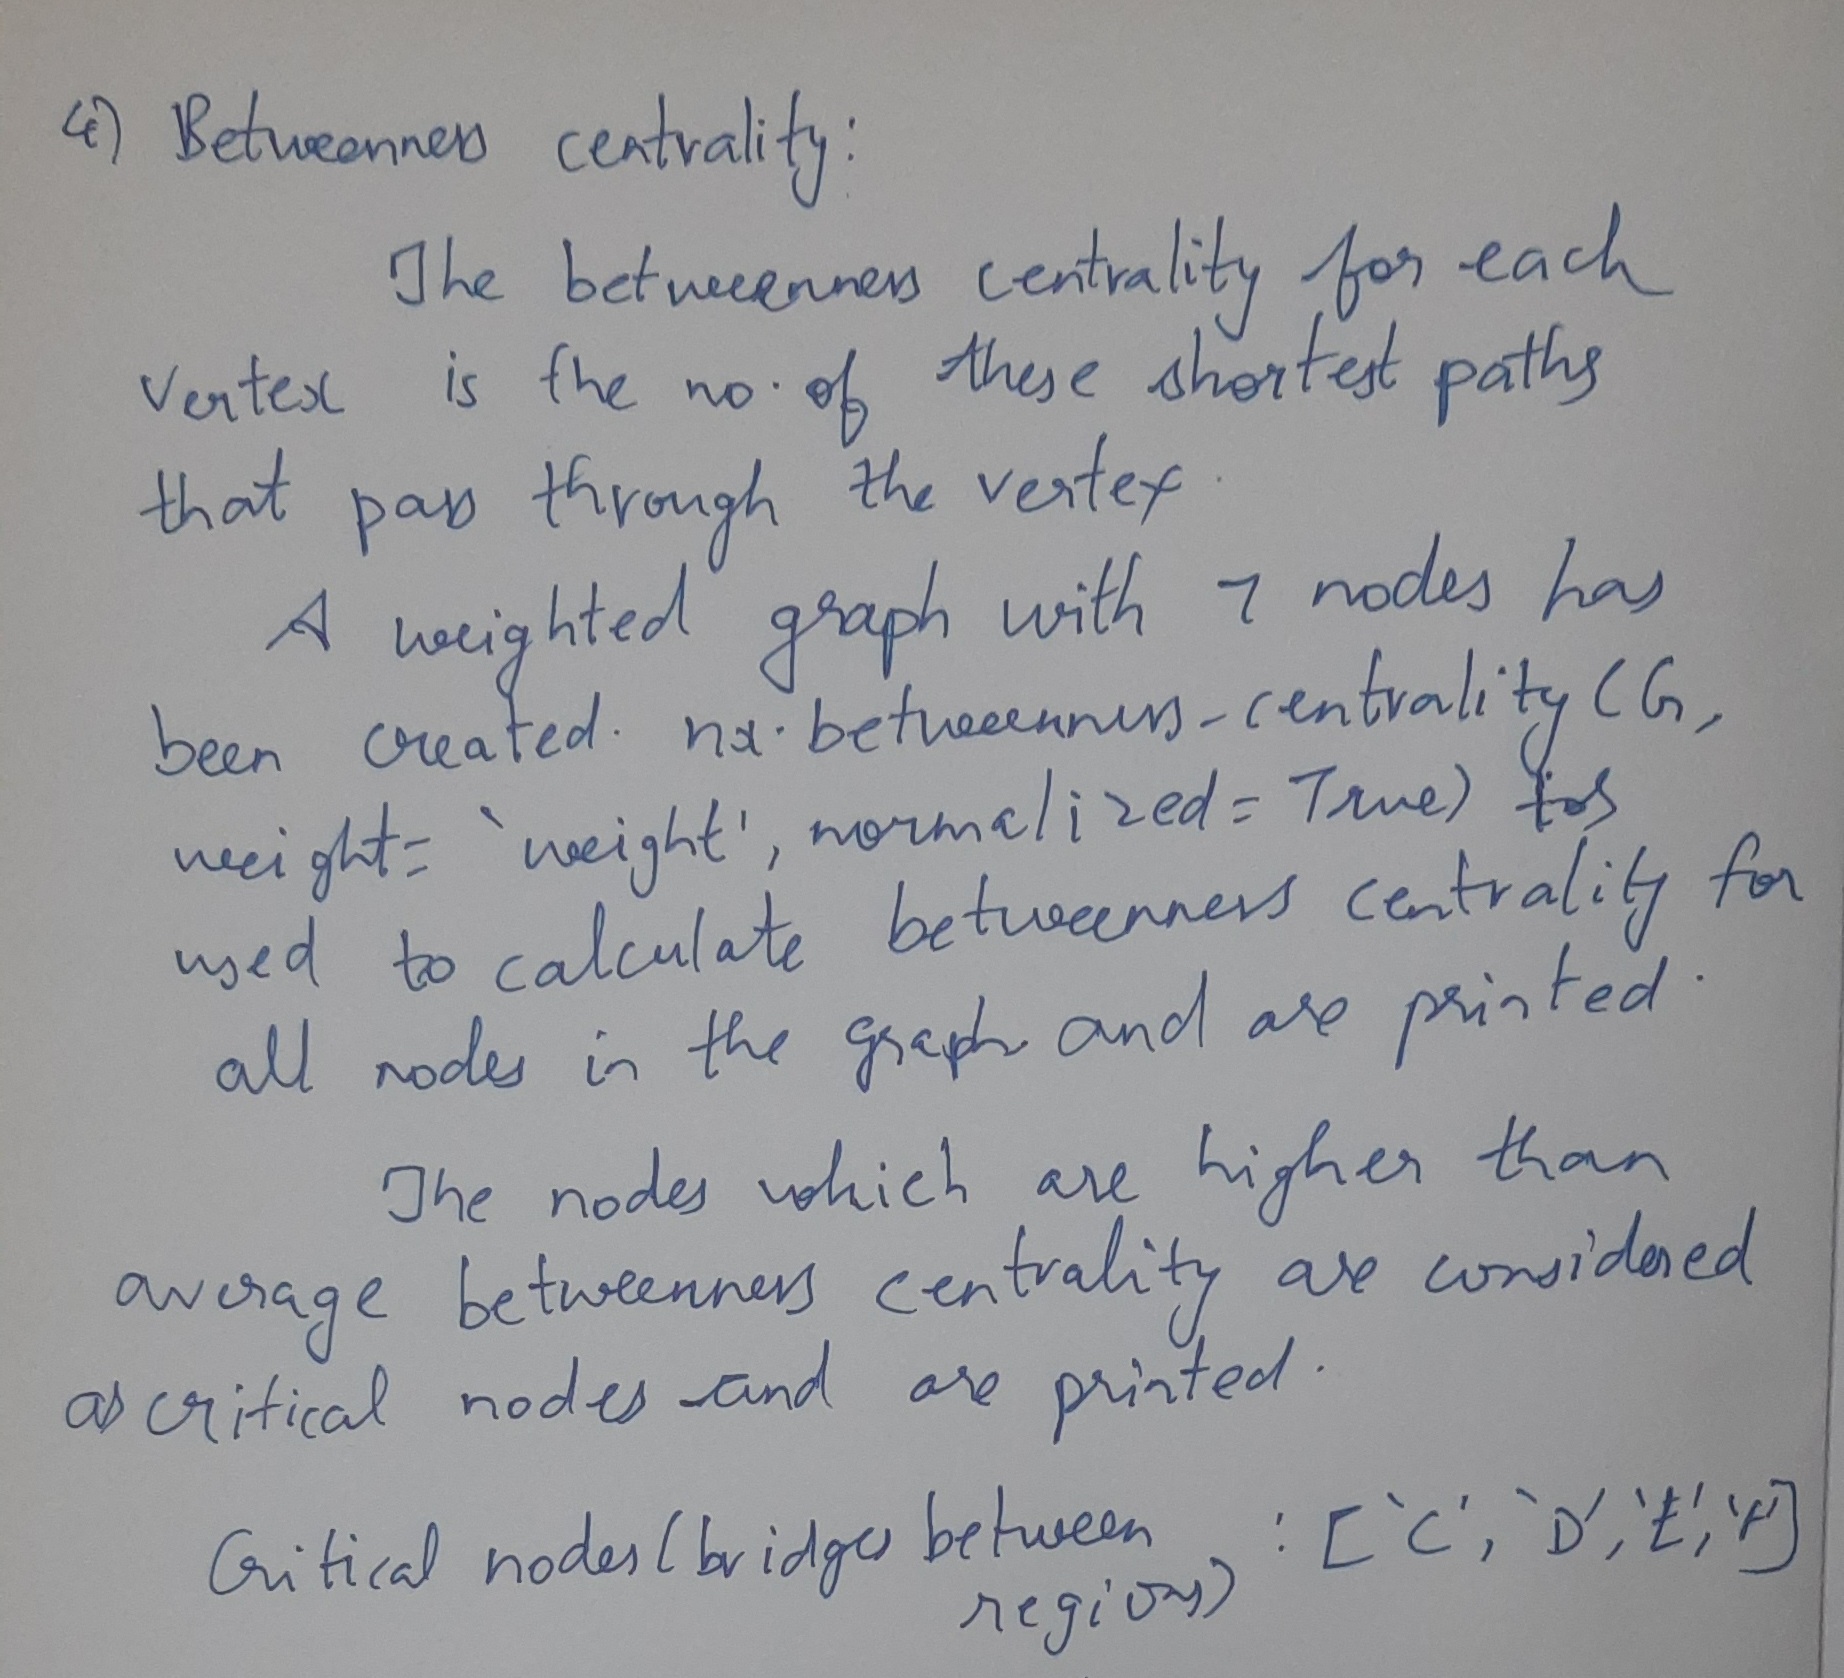 4) Betweenness centrality:
The betweenness centrality for each
vertex is the no. of these shortest paths
that pass through the vertex.
A weighted graph with 7 nodes has
been created. nx.betweenness_centrality(G,
weight=‘weight', normalized=True) is
used to calculate betweenness centrality for
all nodes in the graph and are printed.
The nodes which are higher than
average betweenness centrality are considered
as critical nodes and are printed.
Critical nodes (bridges between : [‘C', ‘D', ‘E', 'F']
regions)